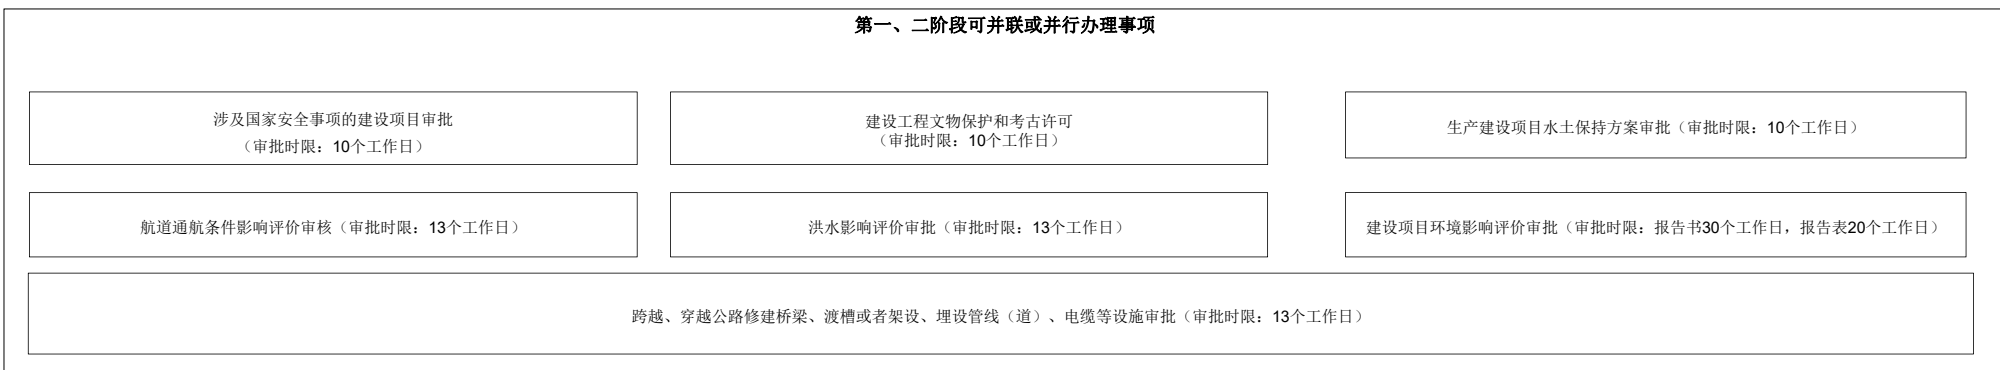 第一、二阶段可并联或并行办理事项
涉及国家安全事项的建设项目审批
（审批时限：10个工作日）
建设工程文物保护和考古许可
（审批时限：10个工作日）
生产建设项目水土保持方案审批（审批时限：10个工作日）
航道通航条件影响评价审核（审批时限：13个工作日）
洪水影响评价审批（审批时限：13个工作日）
建设项目环境影响评价审批（审批时限：报告书30个工作日，报告表20个工作日）
跨越、穿越公路修建桥梁、渡槽或者架设、埋设管线（道）、电缆等设施审批（审批时限：13个工作日）